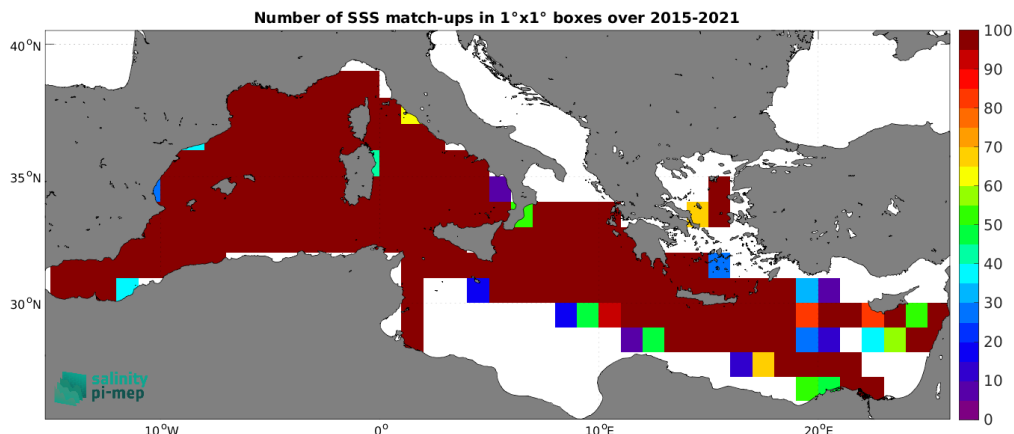 Number of SSS match-ups in 1°x1° boxes over 2015-2021
40°N
35°N
30°N
10°W
0°
10°E
20°E
100
90
80
70
60
50
40
30
20
10
0
salinity
pi-mep